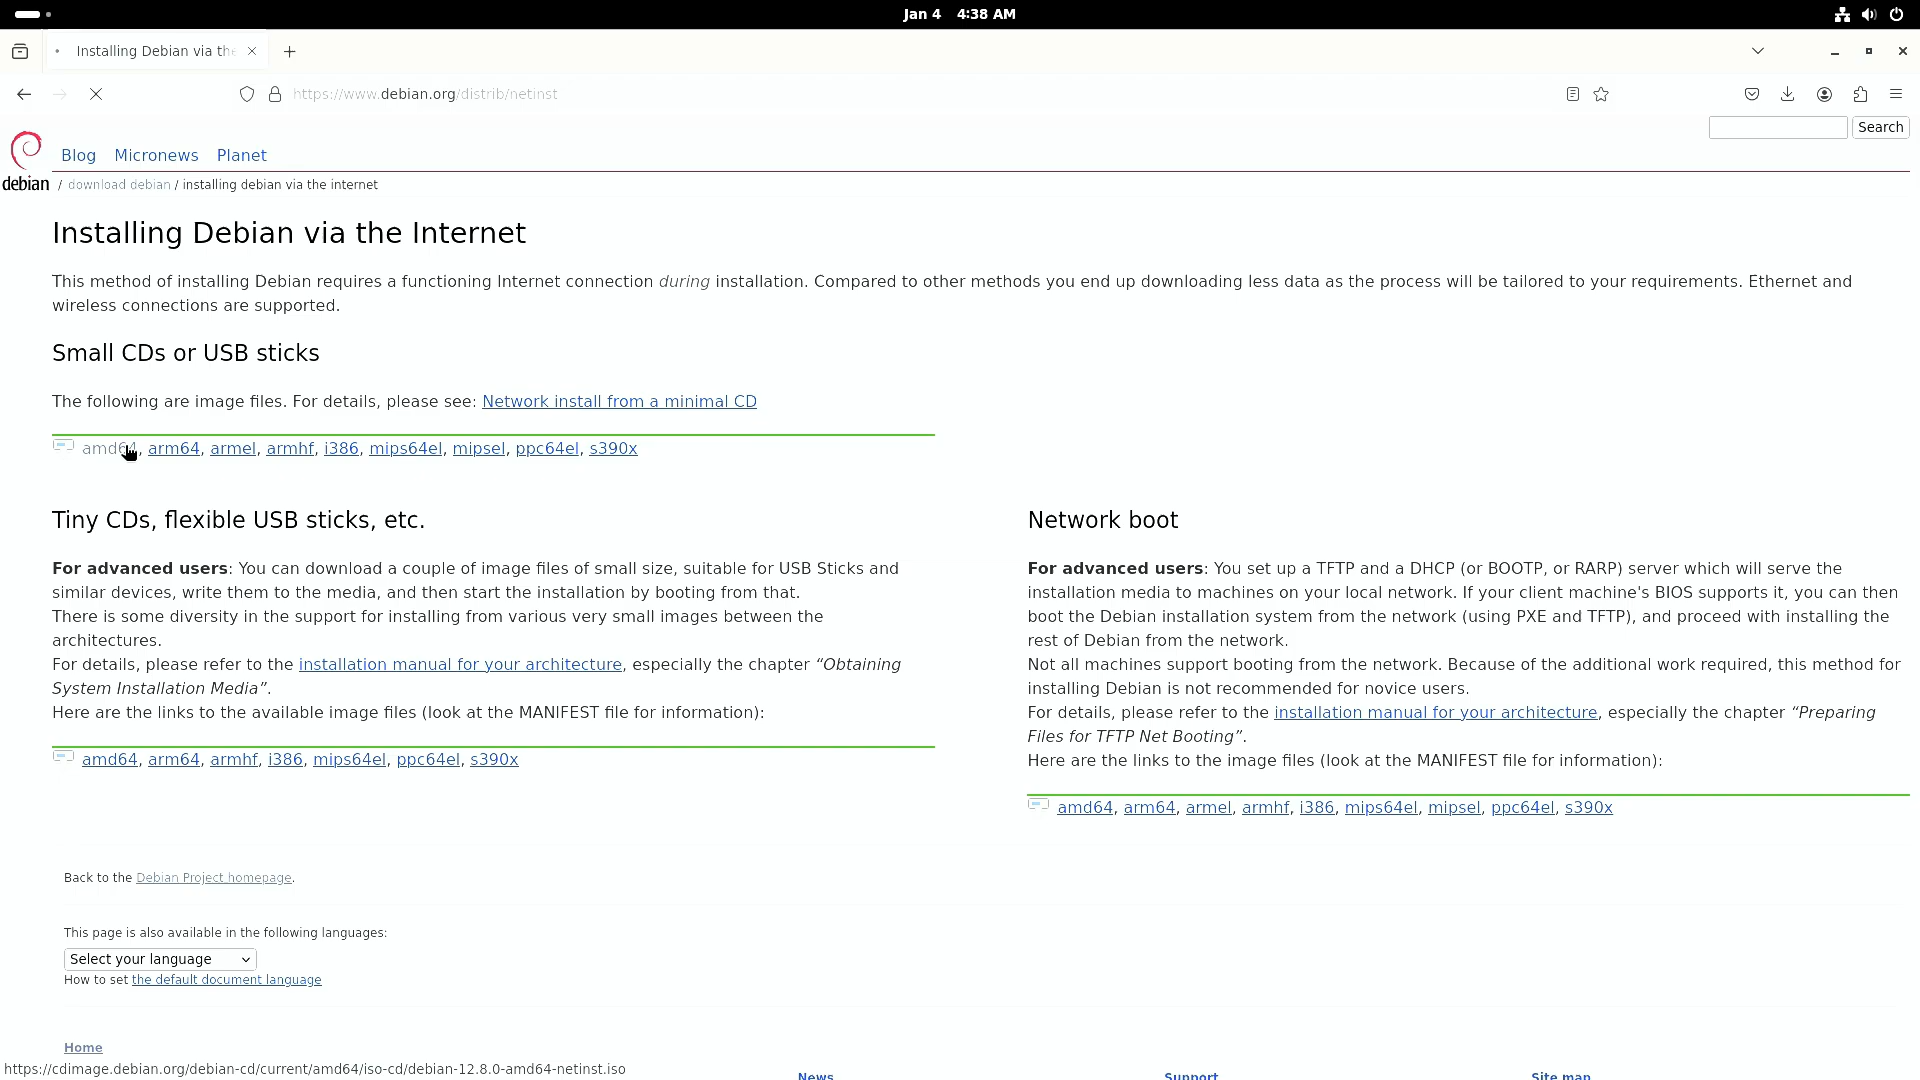 Jan 4 4:38 AM
Installing Debian via the
https://www.debian.org/distrib/netinst
Search
Blog Micronews Planet
debian / download debian / installing debian via the internet
Installing Debian via the Internet
This method of installing Debian requires a functioning Internet connection during installation. Compared to other methods you end up downloading less data as the process will be tailored to your requirements. Ethernet and
wireless connections are supported.
Small CDs or USB sticks
The following are image files. For details, please see: Network install from a minimal CD
amd64, arm64, armel, armhf, i386, mips64el, mipsel, ppc64el, s390x
Tiny CDs, flexible USB sticks, etc.
For advanced users: You can download a couple of image files of small size, suitable for USB Sticks and
similar devices, write them to the media, and then start the installation by booting from that.
There is some diversity in the support for installing from various very small images between the
architectures.
For details, please refer to the installation manual for your architecture, especially the chapter “Obtaining
System Installation Media”.
Here are the links to the available image files (look at the MANIFEST file for information):
amd64, arm64, armhf, i386, mips64el, ppc64el, s390x
Network boot
For advanced users: You set up a TFTP and a DHCP (or BOOTP, or RARP) server which will serve the
installation media to machines on your local network. If your client machine's BIOS supports it, you can then
boot the Debian installation system from the network (using PXE and TFTP), and proceed with installing the
rest of Debian from the network.
Not all machines support booting from the network. Because of the additional work required, this method for
installing Debian is not recommended for novice users.
For details, please refer to the installation manual for your architecture, especially the chapter “Preparing
Files for TFTP Net Booting”.
Here are the links to the image files (look at the MANIFEST file for information):
amd64, arm64, armel, armhf, i386, mips64el, mipsel, ppc64el, s390x
Back to the Debian Project homepage.
This page is also available in the following languages:
Select your language
How to set the default document language
Home
News Support Site map
https://cdimage.debian.org/debian-cd/current/amd64/iso-cd/debian-12.8.0-amd64-netinst.iso